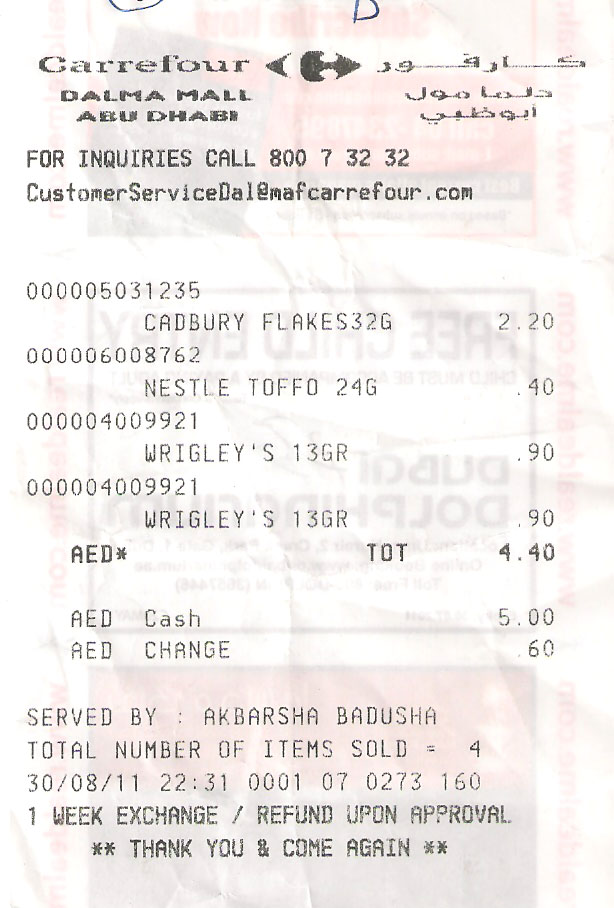 B
Carrefour كارفور
DALMA MALL دلما مول
ABU DHABI أبوظبي
FOR INQUIRIES CALL 800 7 32 32
CustomerServiceDal@mafcarrefour.com
000005031235
CADBURY FLAKES32G 2.20
000006008762
NESTLE TOFFO 24G .40
000004009921
WRIGLEY'S 13GR .90
000004009921
WRIGLEY'S 13GR .90
AED* TOT 4.40
AED Cash 5.00
AED CHANGE .60
SERVED BY : AKBARSHA BADUSHA
TOTAL NUMBER OF ITEMS SOLD = 4
30/08/11 22:31 0001 07 0273 160
1 WEEK EXCHANGE / REFUND UPON APPROVAL
** THANK YOU & COME AGAIN **